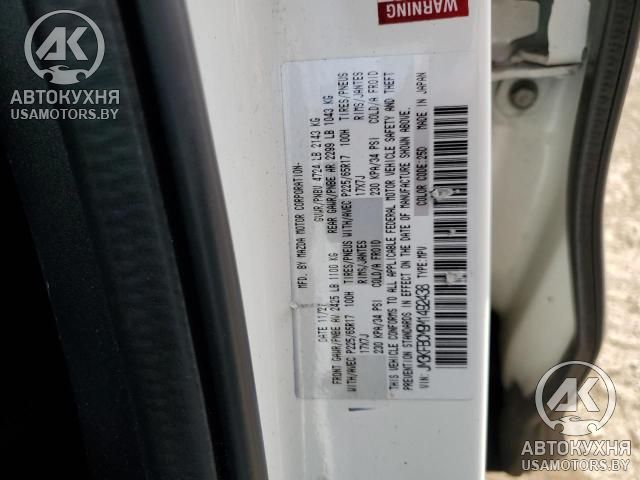 АК
АВТОКУХНЯ
USAMOTORS.BY
WARNING
MFD. BY MAZDA MOTOR CORPORATION
DATE 11/21 GVWR/PNBV 4724 LB 2143 KG
FRONT GAWR/PNBE AV 2425 LB 1100 KG REAR GAWR/PNBE AR 2299 LB 1043 KG
WITH/AVEC P225/65R17 100H TIRES/PNEUS WITH/AVEC P225/65R17 100H TIRES/PNEUS
17X7J RIMS/JANTES 17X7J RIMS/JANTES
230 KPA/34 PSI COLD/A FROID 230 KPA/34 PSI COLD/A FROID
THIS VEHICLE CONFORMS TO ALL APPLICABLE FEDERAL MOTOR VEHICLE SAFETY AND THEFT
PREVENTION STANDARDS IN EFFECT ON THE DATE OF MANUFACTURE SHOWN ABOVE.
VIN: TYPE: MPV COLOR CODE: 25D MADE IN JAPAN
АК
АВТОКУХНЯ
USAMOTORS.BY